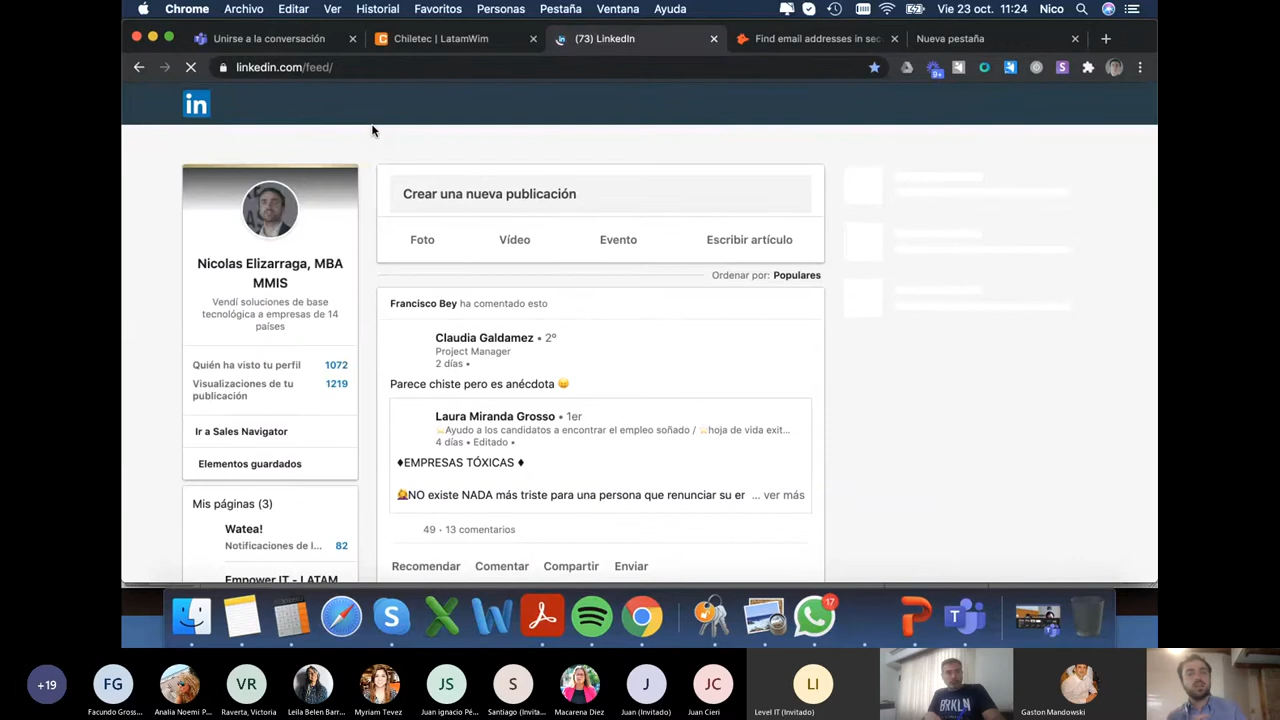 Chrome Archivo Editar Ver Historial Favoritos Personas Pestaña Ventana Ayuda Vie 23 oct. 11:24 Nico
Unirse a la conversación
Chiletec | LatamWim
(73) LinkedIn
Find email addresses in sec
Nueva pestaña
linkedin.com/feed/
9+
in
Nicolas Elizarraga, MBA
MMIS
Vendí soluciones de base
tecnológica a empresas de 14
países
Quién ha visto tu perfil 1072
Visualizaciones de tu 1219
publicación
Ir a Sales Navigator
Elementos guardados
Mis páginas (3)
Watea!
Notificaciones de l... 82
Empower IT - LATAM
Crear una nueva publicación
Foto Vídeo Evento Escribir artículo
Ordenar por: Populares
Francisco Bey ha comentado esto
Claudia Galdamez • 2º
Project Manager
2 días •
Parece chiste pero es anécdota 😄
Laura Miranda Grosso • 1er
Ayudo a los candidatos a encontrar el empleo soñado / hoja de vida exit...
4 días • Editado •
♦EMPRESAS TÓXICAS ♦
NO existe NADA más triste para una persona que renunciar su er ... ver más
49 • 13 comentarios
Recomendar Comentar Compartir Enviar
17
+19 FG VR JS S J JC LI
Facundo Gross... Analia Noemi P... Raverta, Victoria Leila Belen Barr... Myriam Tevez Juan ignacio Pé... Santiago (Invita... Macarena Diez Juan (Invitado) Juan Cieri Level IT (Invitado) Gaston Mandowski
BRKLY